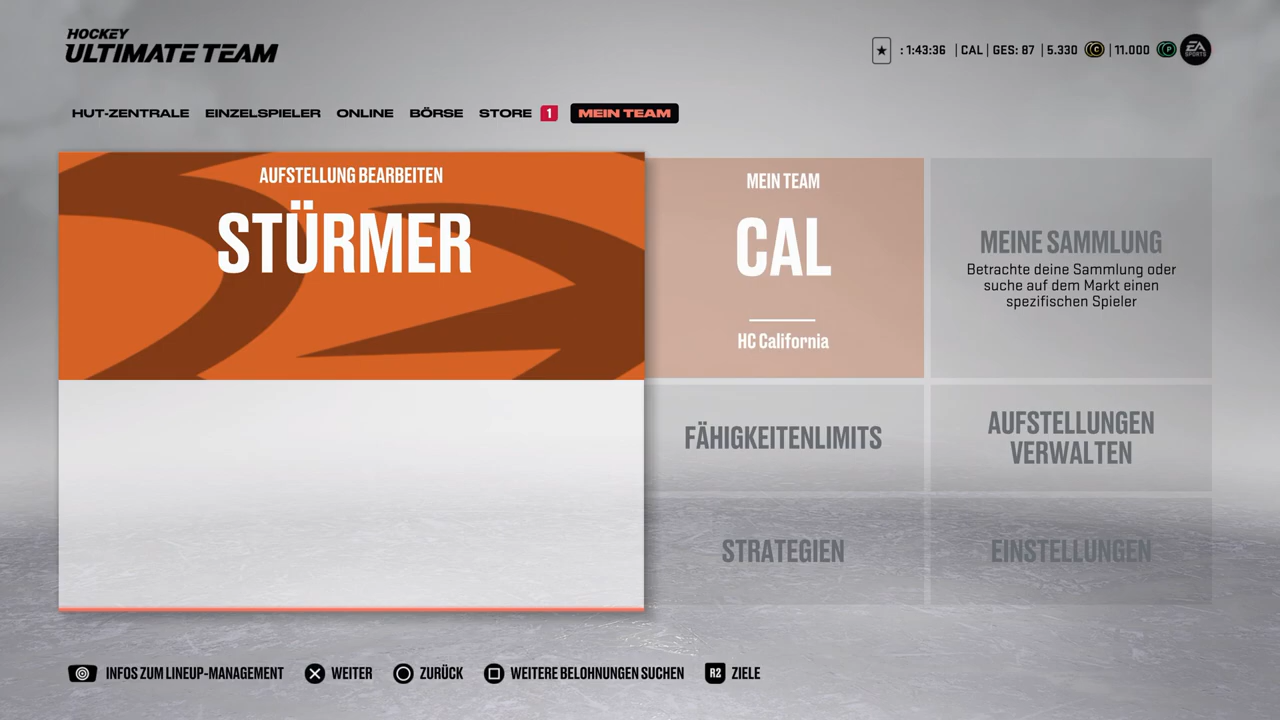 HOCKEY
ULTIMATE TEAM
: 1:43:36 | CAL | GES: 87 | 5.330 C | 11.000 P EA SPORTS
HUT-ZENTRALE EINZELSPIELER ONLINE BÖRSE STORE 1 MEIN TEAM
AUFSTELLUNG BEARBEITEN
STÜRMER
MEIN TEAM
CAL
HC California
MEINE SAMMLUNG
Betrachte deine Sammlung oder
suche auf dem Markt einen
spezifischen Spieler
FÄHIGKEITENLIMITS
AUFSTELLUNGEN
VERWALTEN
STRATEGIEN
EINSTELLUNGEN
INFOS ZUM LINEUP-MANAGEMENT WEITER ZURÜCK WEITERE BELOHNUNGEN SUCHEN R2 ZIELE